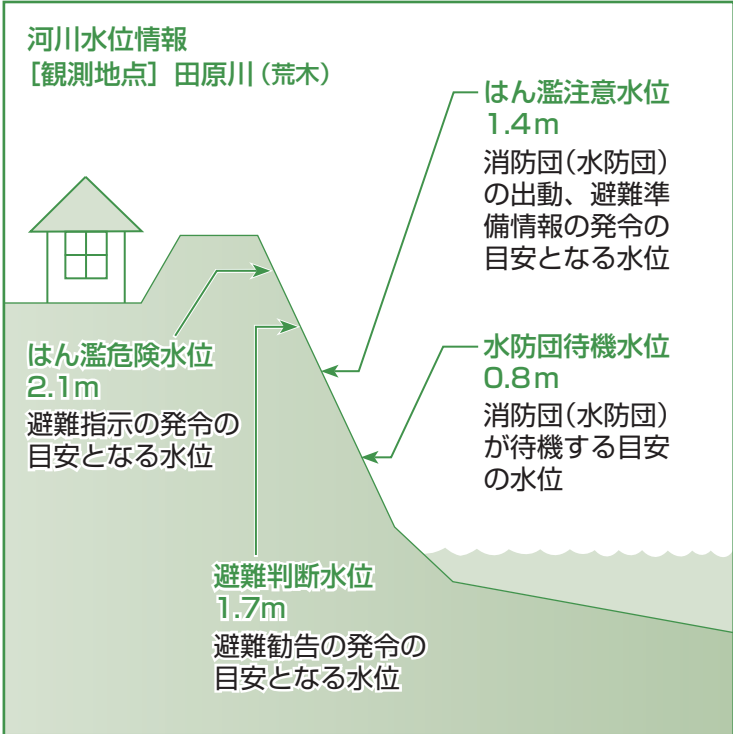 河川水位情報
［観測地点］田原川（荒木）
はん濫注意水位
1.4m
消防団（水防団）
の出動、避難準
備情報の発令の
目安となる水位
はん濫危険水位
2.1m
避難指示の発令の
目安となる水位
水防団待機水位
0.8m
消防団（水防団）
が待機する目安
の水位
避難判断水位
1.7m
避難勧告の発令の
目安となる水位